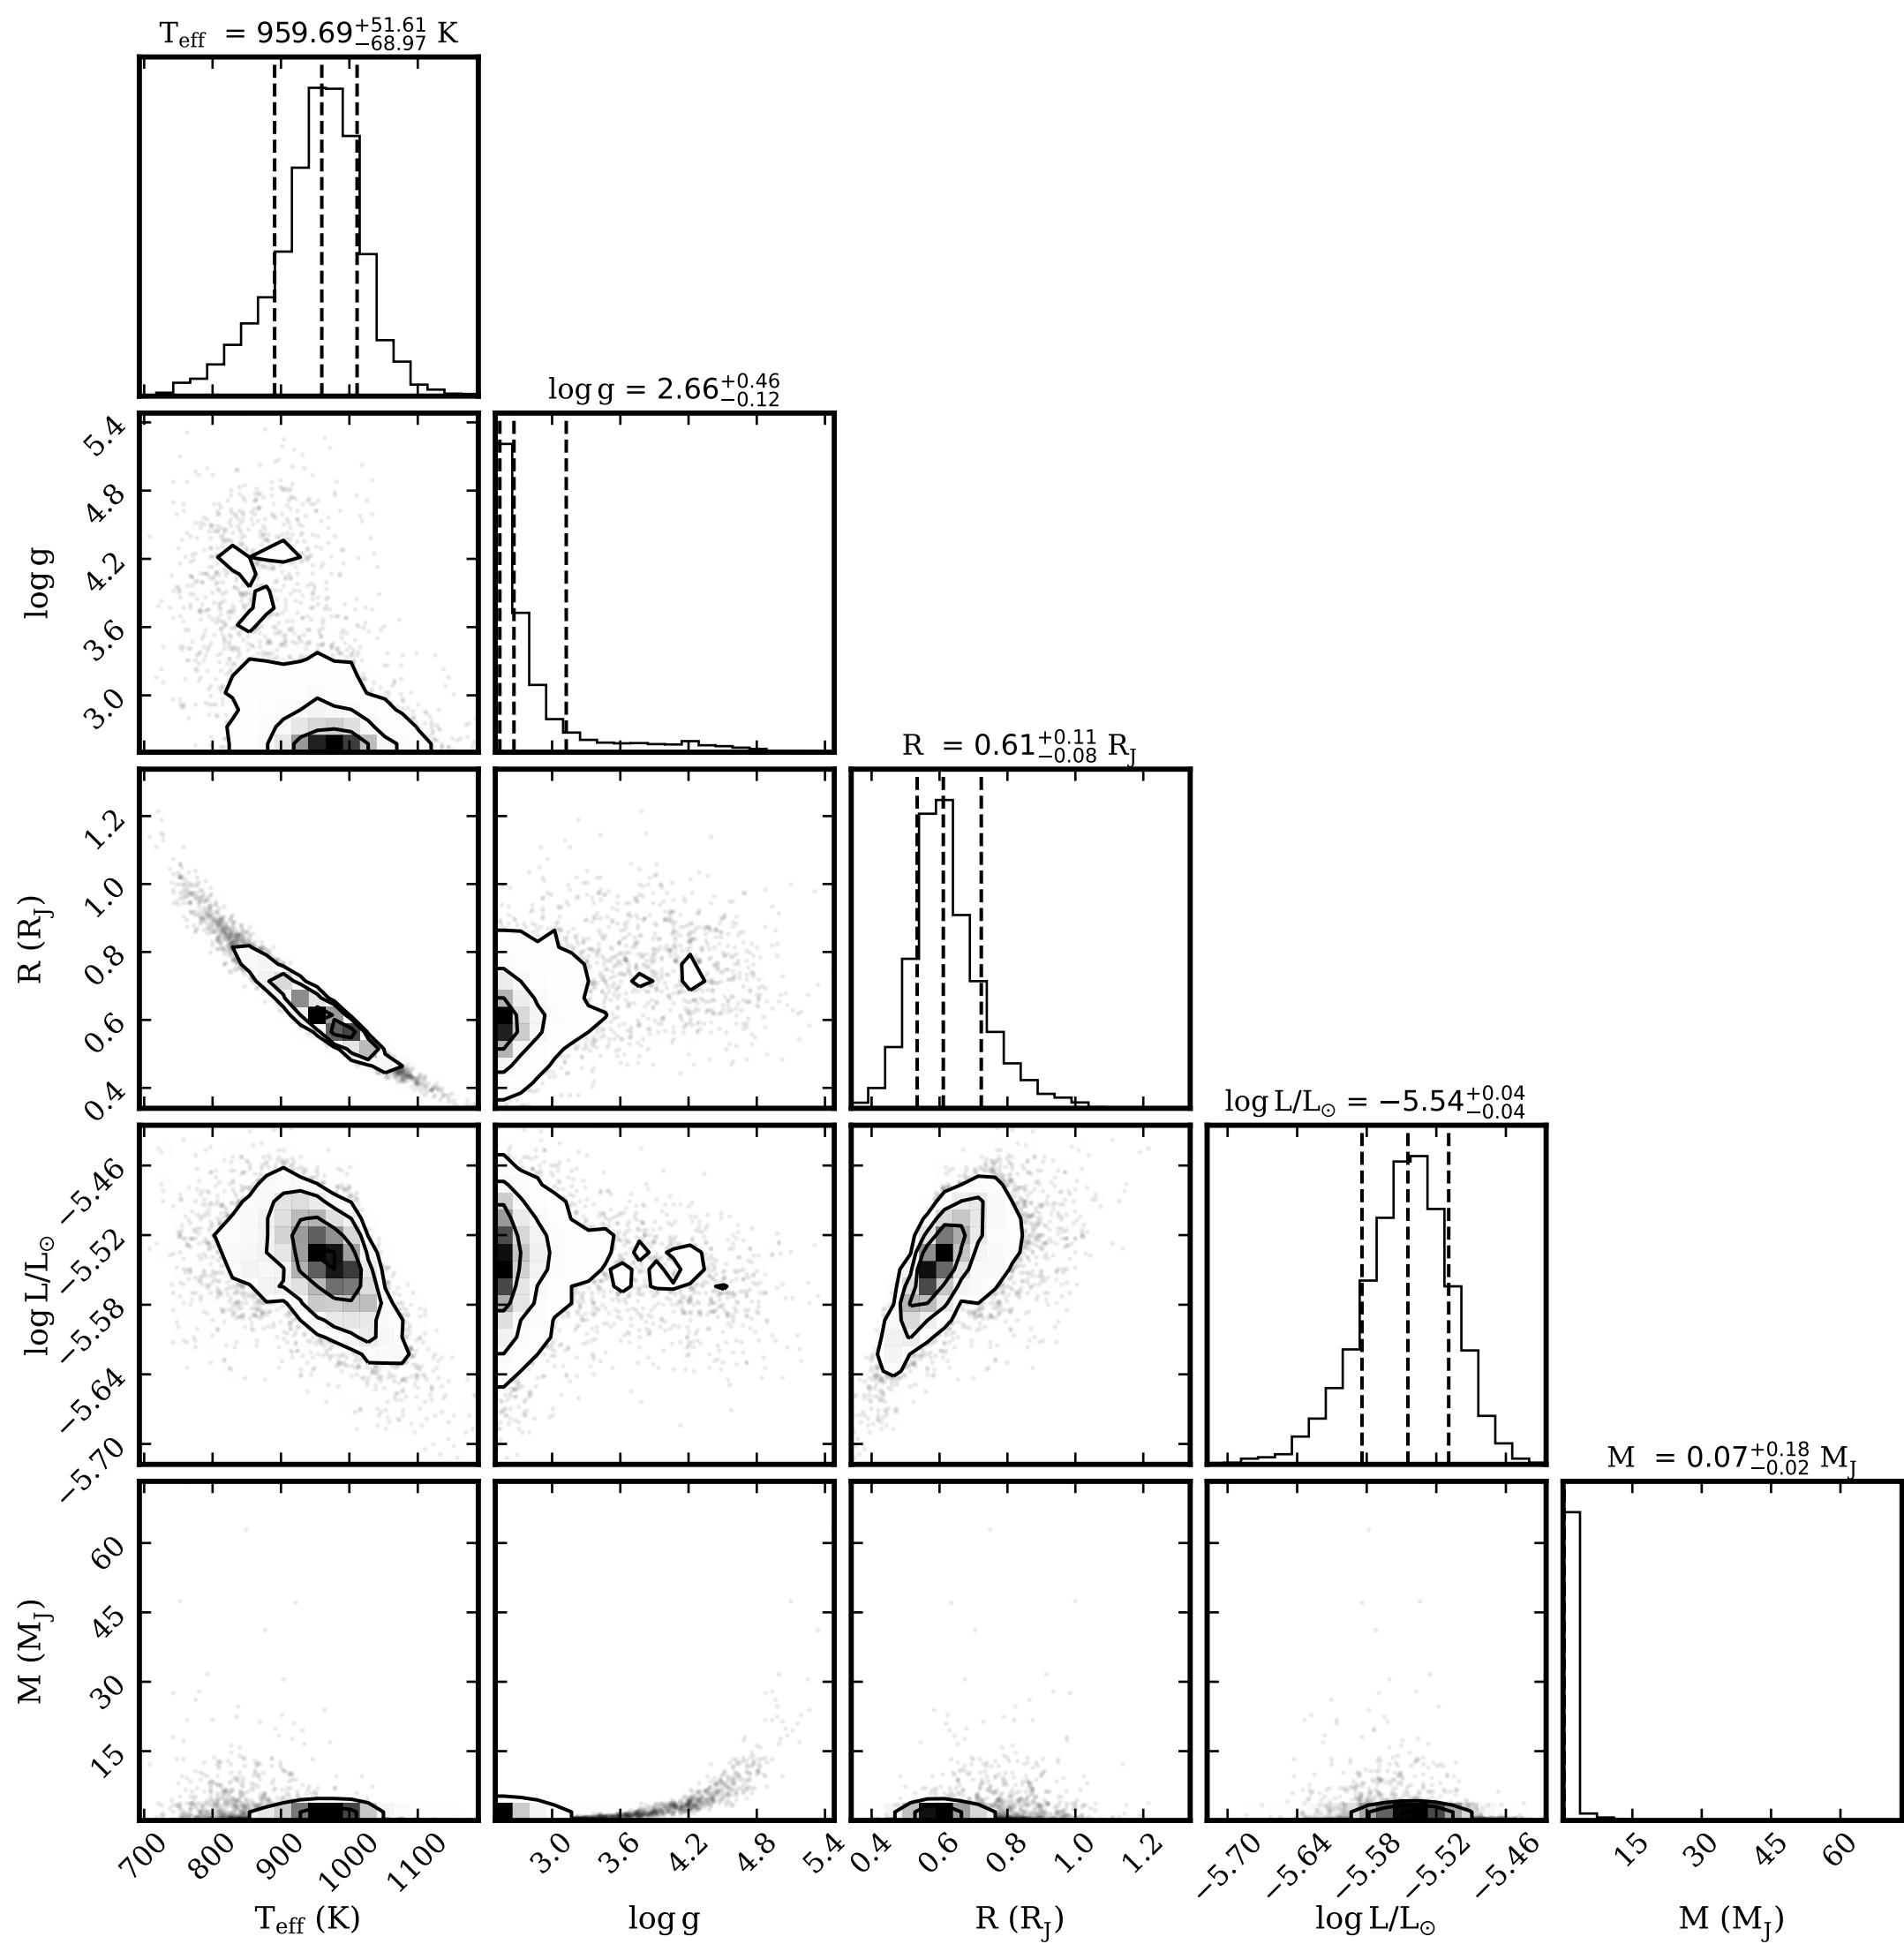 T_eff = 959.69^{+51.61}_{−68.97} K
log g = 2.66^{+0.46}_{−0.12}
5.4
4.8
4.2
3.6
3.0
log g
R = 0.61^{+0.11}_{−0.08} R_J
1.2
1.0
0.8
0.6
0.4
R (R_J)
log L/L_⊙ = −5.54^{+0.04}_{−0.04}
−5.46
−5.52
−5.58
−5.64
−5.70
log L/L_⊙
M = 0.07^{+0.18}_{−0.02} M_J
60
45
30
15
M (M_J)
700 800 900 1000 1100 3.0 3.6 4.2 4.8 5.4 0.4 0.6 0.8 1.0 1.2 −5.70 −5.64 −5.58 −5.52 −5.46 15 30 45 60
T_eff (K) log g R (R_J) log L/L_⊙ M (M_J)